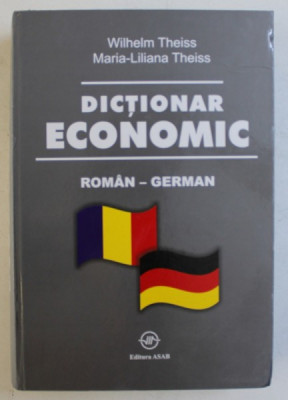 Wilhelm Theiss
Maria-Liliana Theiss
DICȚIONAR
ECONOMIC
ROMÂN – GERMAN
Editura ASAB